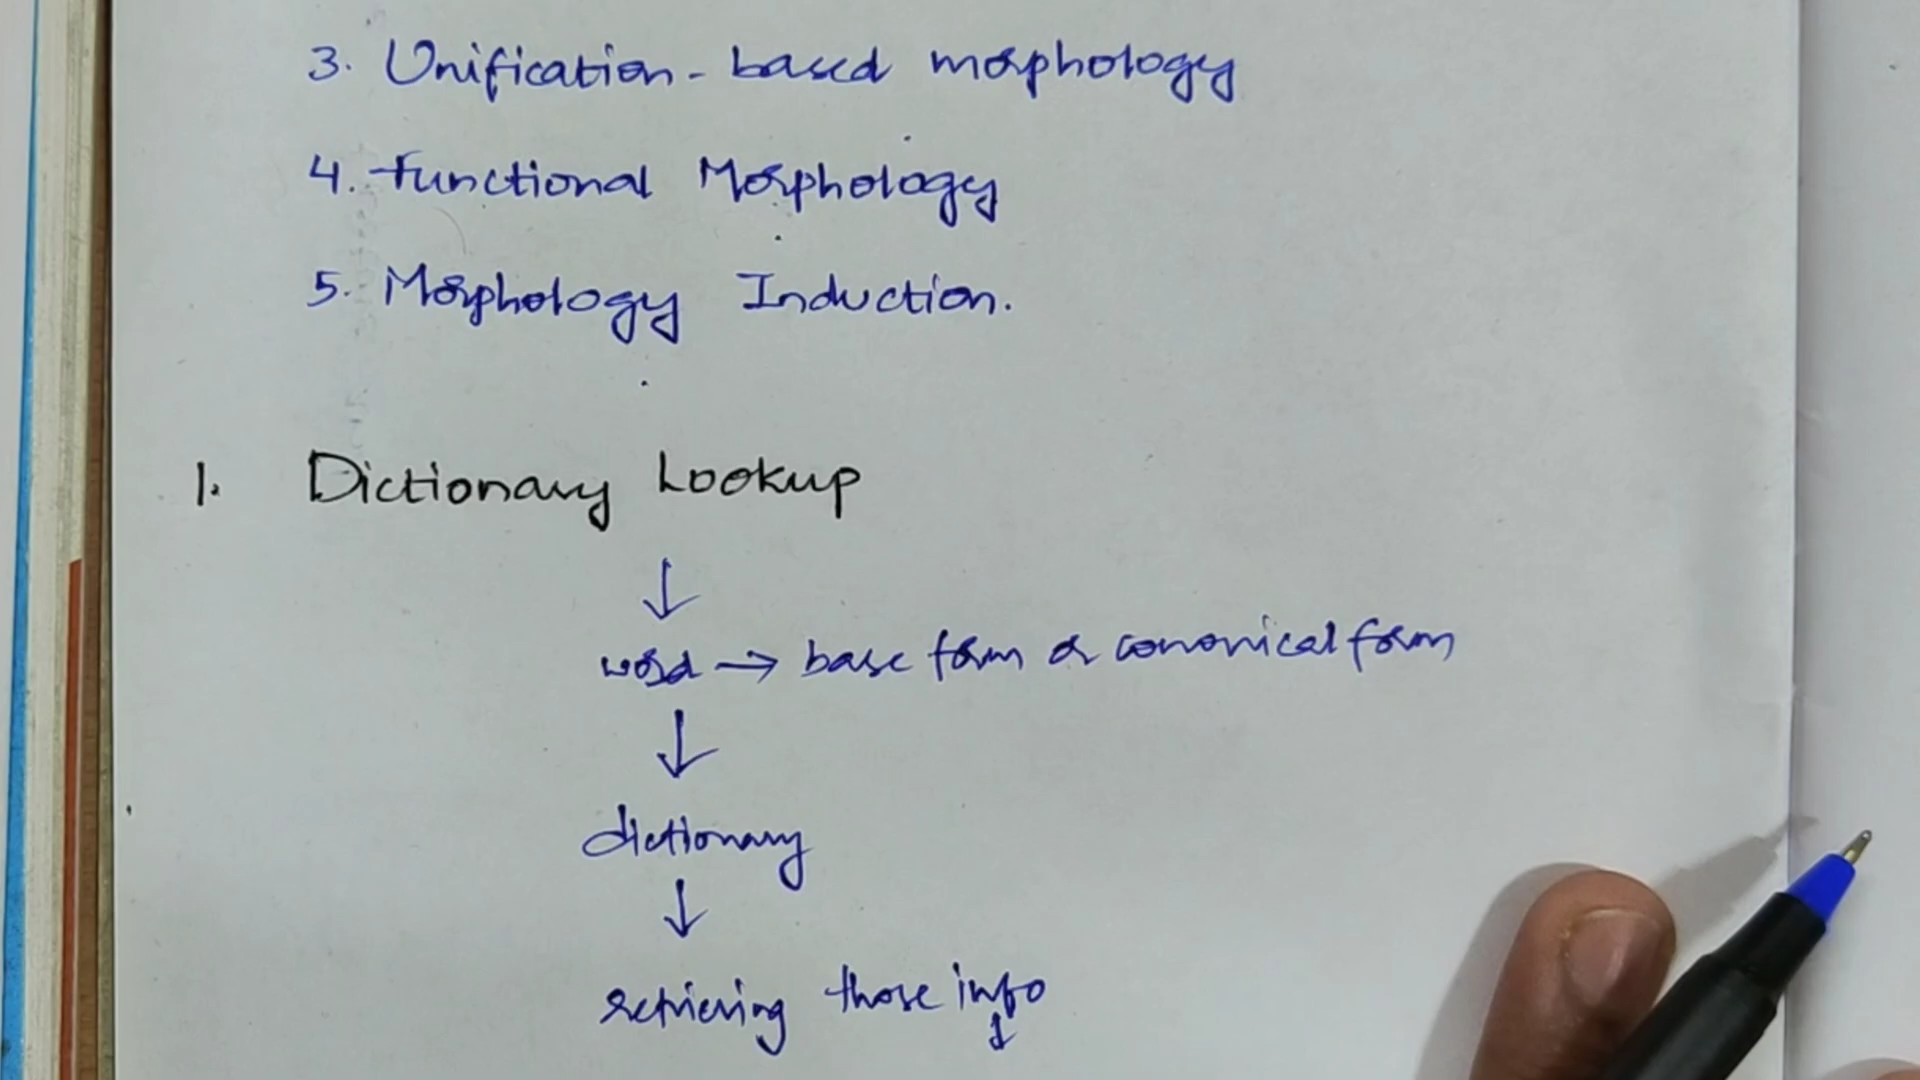 3. Unification-based morphology
4. Functional Morphology
5. Morphology Induction.
1. Dictionary Lookup
↓
word → base form or canonical form
↓
dictionary
↓
retrieving those info
↓